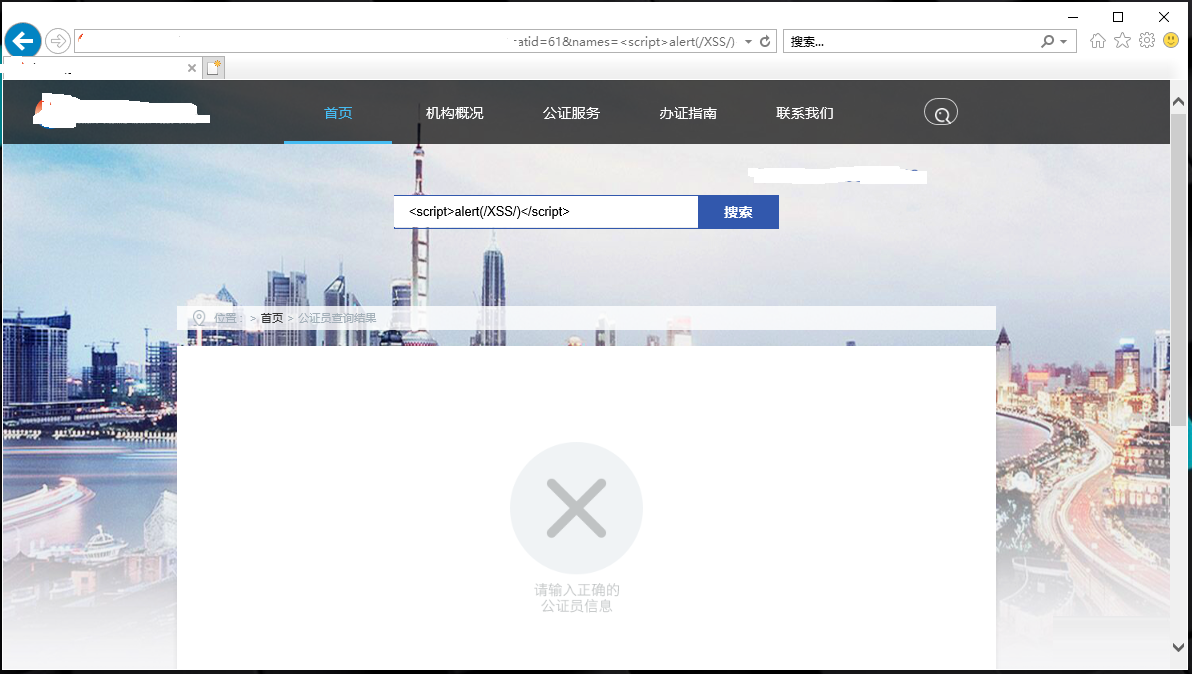 atid=61&names=<script>alert(/XSS/)
搜索...
首页
机构概况
公证服务
办证指南
联系我们
<script>alert(/XSS/)</script>
搜索
位置： > 首页 > 公证员查询结果
请输入正确的
公证员信息